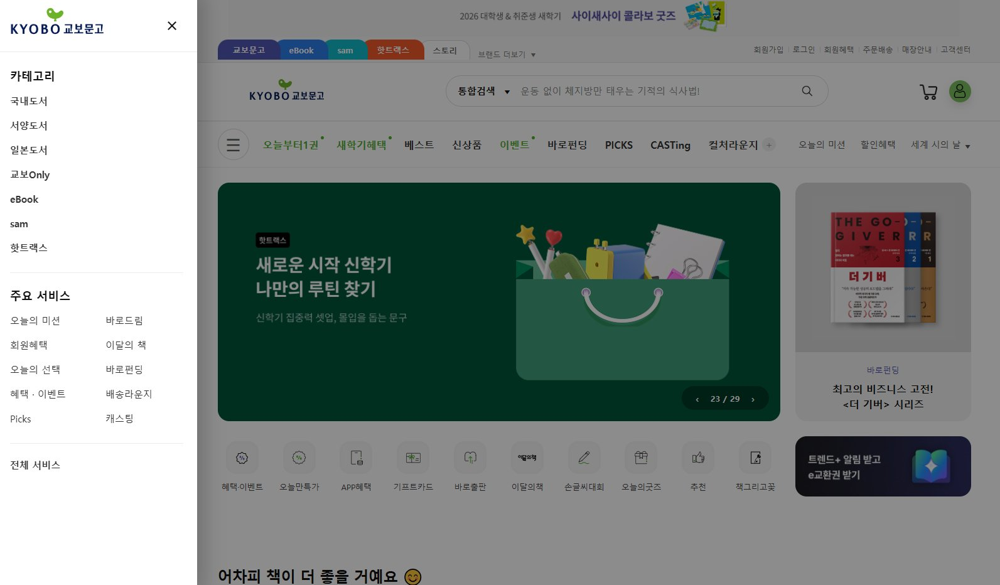 KYOBO 교보문고
카테고리
국내도서
서양도서
일본도서
교보Only
eBook
sam
핫트랙스
주요 서비스
오늘의 미션 바로드림
회원혜택 이달의 책
오늘의 선택 바로펀딩
혜택 · 이벤트 배송라운지
Picks 캐스팅
전체 서비스
2026 대학생 & 취준생 새학기 사이새사이 콜라보 굿즈
교보문고 eBook sam 핫트랙스 스토리 브랜드 더보기
회원가입 로그인 회원혜택 주문배송 매장안내 고객센터
KYOBO 교보문고
통합검색 운동 없이 체지방만 태우는 기적의 식사법!
오늘부터1권 새학기혜택 베스트 신상품 이벤트 바로펀딩 PICKS CASTing 컬처라운지 오늘의 미션 할인혜택 세계 시의 날
핫트랙스
새로운 시작 신학기
나만의 루틴 찾기
신학기 집중력 셋업, 몰입을 돕는 문구
‹ 23 / 29 ›
THE GO-
GIVER R R
3 2 1
더 기버
바로펀딩
최고의 비즈니스 고전!
<더 기버> 시리즈
이달의책
혜택·이벤트 오늘만특가 APP혜택 기프트카드 바로출판 이달의책 손글씨대회 오늘의굿즈 추천 책그리고꽃
트렌드+ 알림 받고
e교환권 받기
어차피 책이 더 좋을 거예요 😊